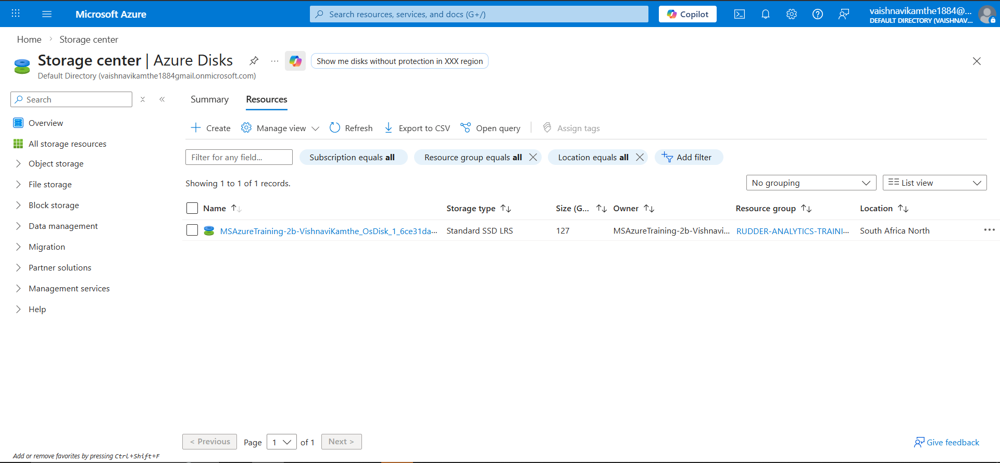 Microsoft Azure
Search resources, services, and docs (G+/)
Copilot
vaishnavikamthe1884@...
DEFAULT DIRECTORY (VAISHNAV...
Home > Storage center
Storage center | Azure Disks
Show me disks without protection in XXX region
Default Directory (vaishnavikamthe1884gmail.onmicrosoft.com)
Search
Overview
All storage resources
Object storage
File storage
Block storage
Data management
Migration
Partner solutions
Management services
Help
Summary Resources
Create Manage view Refresh Export to CSV Open query Assign tags
Filter for any field... Subscription equals all Resource group equals all Location equals all Add filter
Showing 1 to 1 of 1 records.
No grouping List view
Name Storage type Size (G... Owner Resource group Location
MSAzureTraining-2b-VishnaviKamthe_OsDisk_1_6ce31da... Standard SSD LRS 127 MSAzureTraining-2b-Vishnavi... RUDDER-ANALYTICS-TRAINI... South Africa North
< Previous Page 1 of 1 Next >
Give feedback
Add or remove favorites by pressing Ctrl+Shift+F